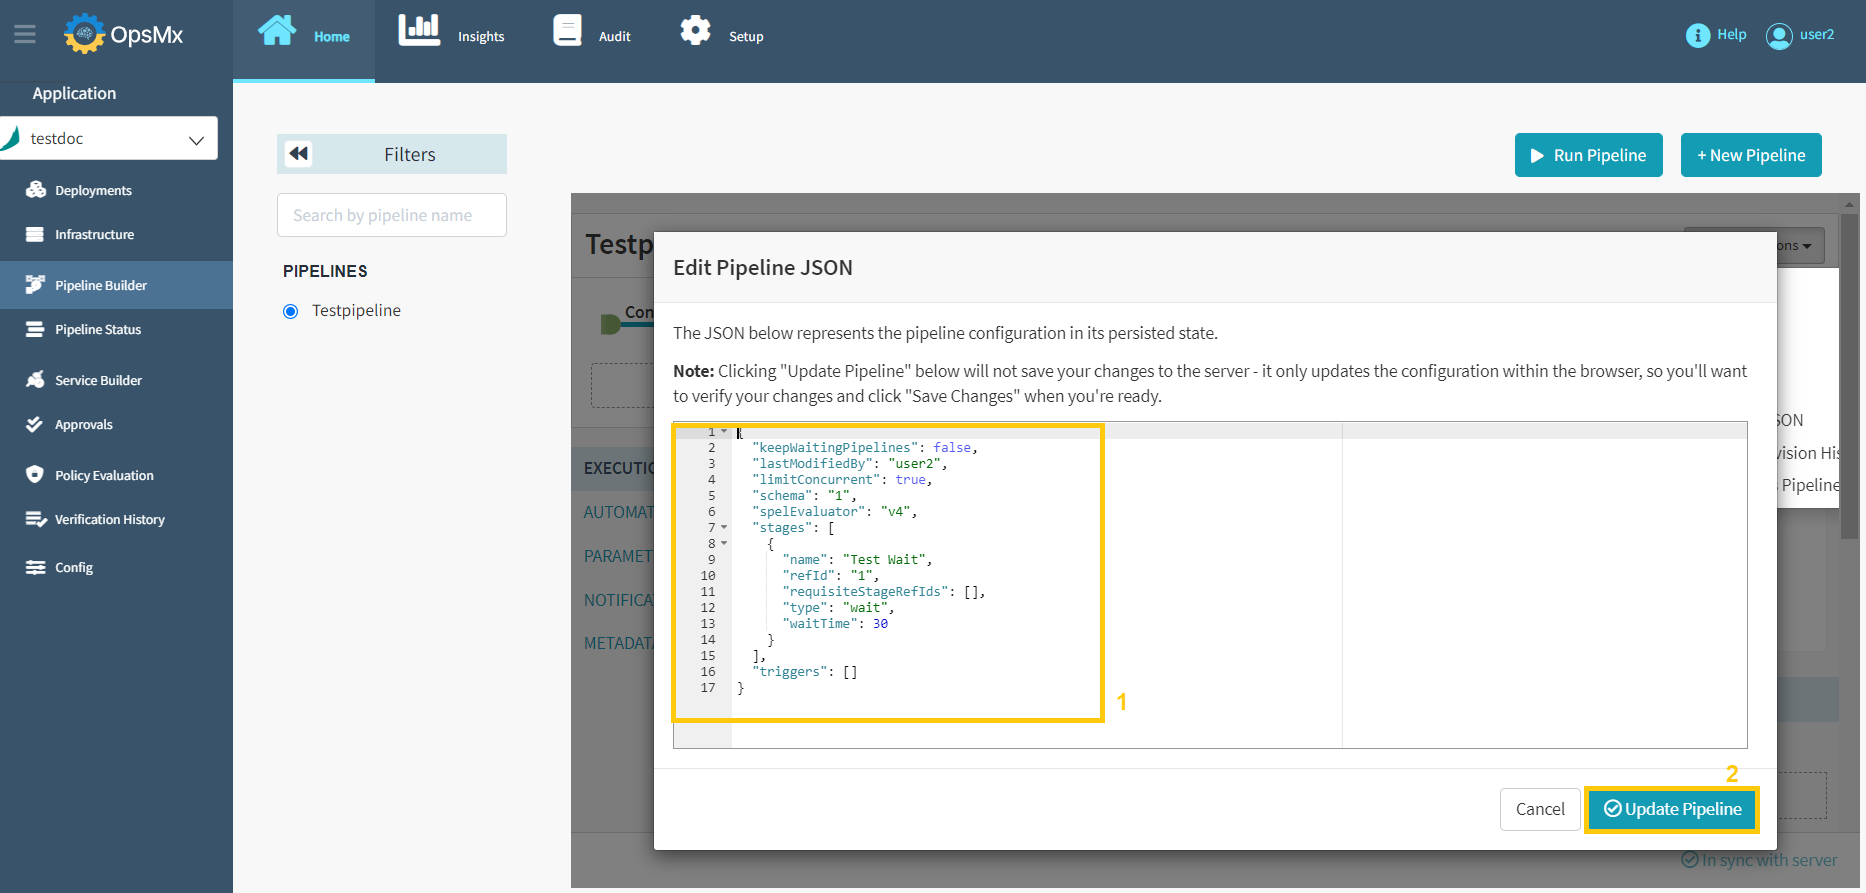 OpsMx
Home
Insights
Audit
Setup
Help
user2
Application
testdoc
Deployments
Infrastructure
Pipeline Builder
Pipeline Status
Service Builder
Approvals
Policy Evaluation
Verification History
Config
Filters
Search by pipeline name
PIPELINES
Testpipeline
Run Pipeline
+ New Pipeline
Testp
ons
Con
EXECUTIO
AUTOMAT
PARAMET
NOTIFICA
METADATA
SON
vision His
s Pipeline
Edit Pipeline JSON
The JSON below represents the pipeline configuration in its persisted state.
Note: Clicking "Update Pipeline" below will not save your changes to the server - it only updates the configuration within the browser, so you'll want
to verify your changes and click "Save Changes" when you're ready.
1 {
2 "keepWaitingPipelines": false,
3 "lastModifiedBy": "user2",
4 "limitConcurrent": true,
5 "schema": "1",
6 "spelEvaluator": "v4",
7 "stages": [
8 {
9 "name": "Test Wait",
10 "refId": "1",
11 "requisiteStageRefIds": [],
12 "type": "wait",
13 "waitTime": 30
14 }
15 ],
16 "triggers": []
17 }
1
2
Cancel
Update Pipeline
In sync with server